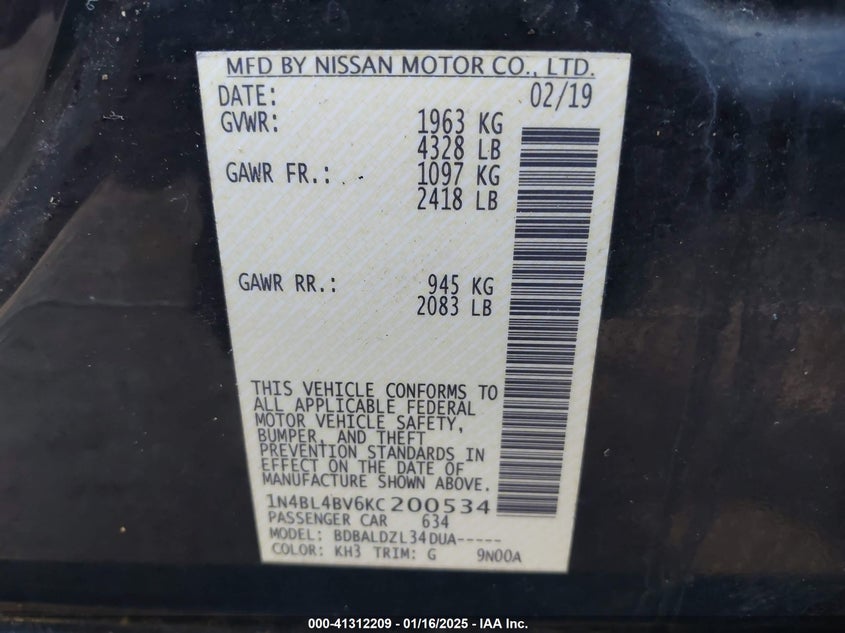 MFD BY NISSAN MOTOR CO., LTD.
DATE: 02/19
GVWR: 1963 KG
4328 LB
GAWR FR.: 1097 KG
2418 LB
GAWR RR.: 945 KG
2083 LB
THIS VEHICLE CONFORMS TO
ALL APPLICABLE FEDERAL
MOTOR VEHICLE SAFETY,
BUMPER, AND THEFT
PREVENTION STANDARDS IN
EFFECT ON THE DATE OF
MANUFACTURE SHOWN ABOVE.
1N4BL4BV6KC200534
PASSENGER CAR 634
MODEL: BDBALDZL34DUA-----
COLOR: KH3 TRIM: G 9N00A
000-41312209 - 01/16/2025 - IAA Inc.